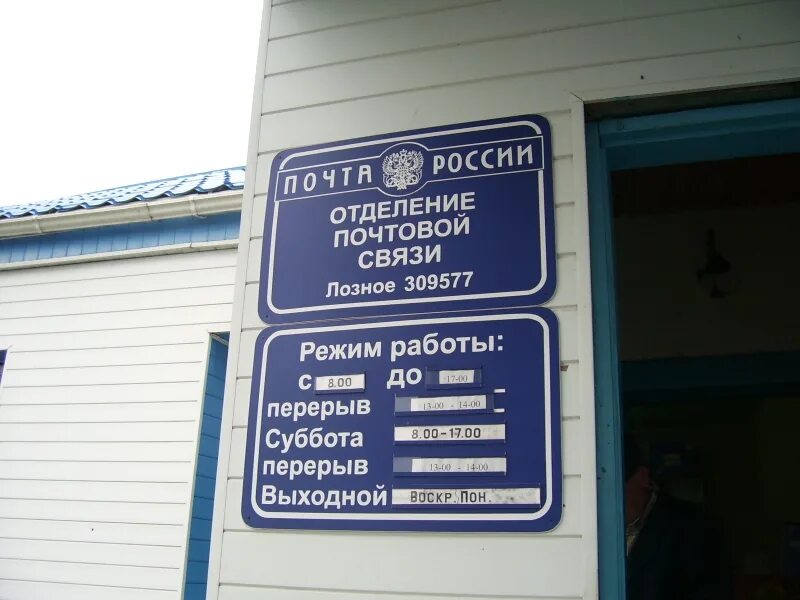 ПОЧТА РОССИИ
ОТДЕЛЕНИЕ
ПОЧТОВОЙ
СВЯЗИ
Лозное 309577
Режим работы:
с 8.00 до 17-00
перерыв 13-00 - 14-00
Суббота 8.00-17.00
перерыв 13-00 - 14-00
Выходной ВОСКР. ПОН.